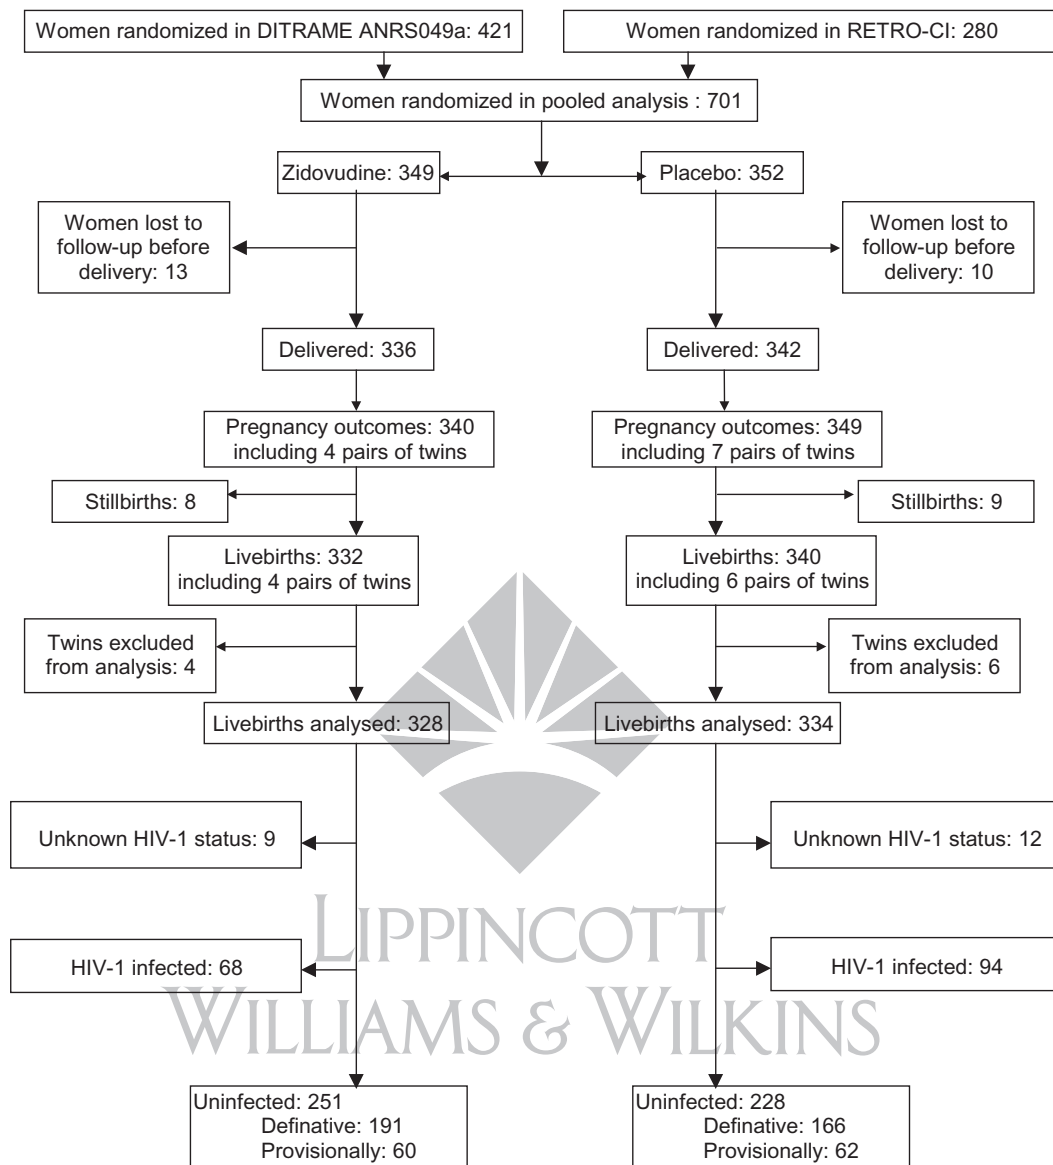 Women randomized in DITRAME ANRS049a: 421
Women randomized in RETRO-CI: 280
Women randomized in pooled analysis : 701
Zidovudine: 349
Placebo: 352
Women lost to
follow-up before
delivery: 13
Women lost to
follow-up before
delivery: 10
Delivered: 336
Delivered: 342
Pregnancy outcomes: 340
including 4 pairs of twins
Pregnancy outcomes: 349
including 7 pairs of twins
Stillbirths: 8
Stillbirths: 9
Livebirths: 332
including 4 pairs of twins
Livebirths: 340
including 6 pairs of twins
Twins excluded
from analysis: 4
Twins excluded
from analysis: 6
Livebirths analysed: 328
Livebirths analysed: 334
Unknown HIV-1 status: 9
Unknown HIV-1 status: 12
LIPPINCOTT
HIV-1 infected: 68
HIV-1 infected: 94
WILLIAMS & WILKINS
Uninfected: 251
Definative: 191
Provisionally: 60
Uninfected: 228
Definative: 166
Provisionally: 62